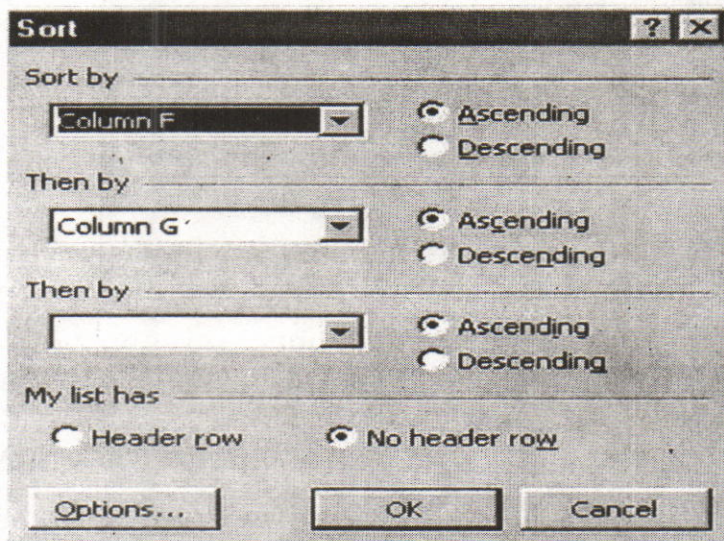 Sort ? ×
Sort by
Column F Ascending
Descending
Then by
Column G Ascending
Descending
Then by
Ascending
Descending
My list has
Header row No header row
Options... OK Cancel